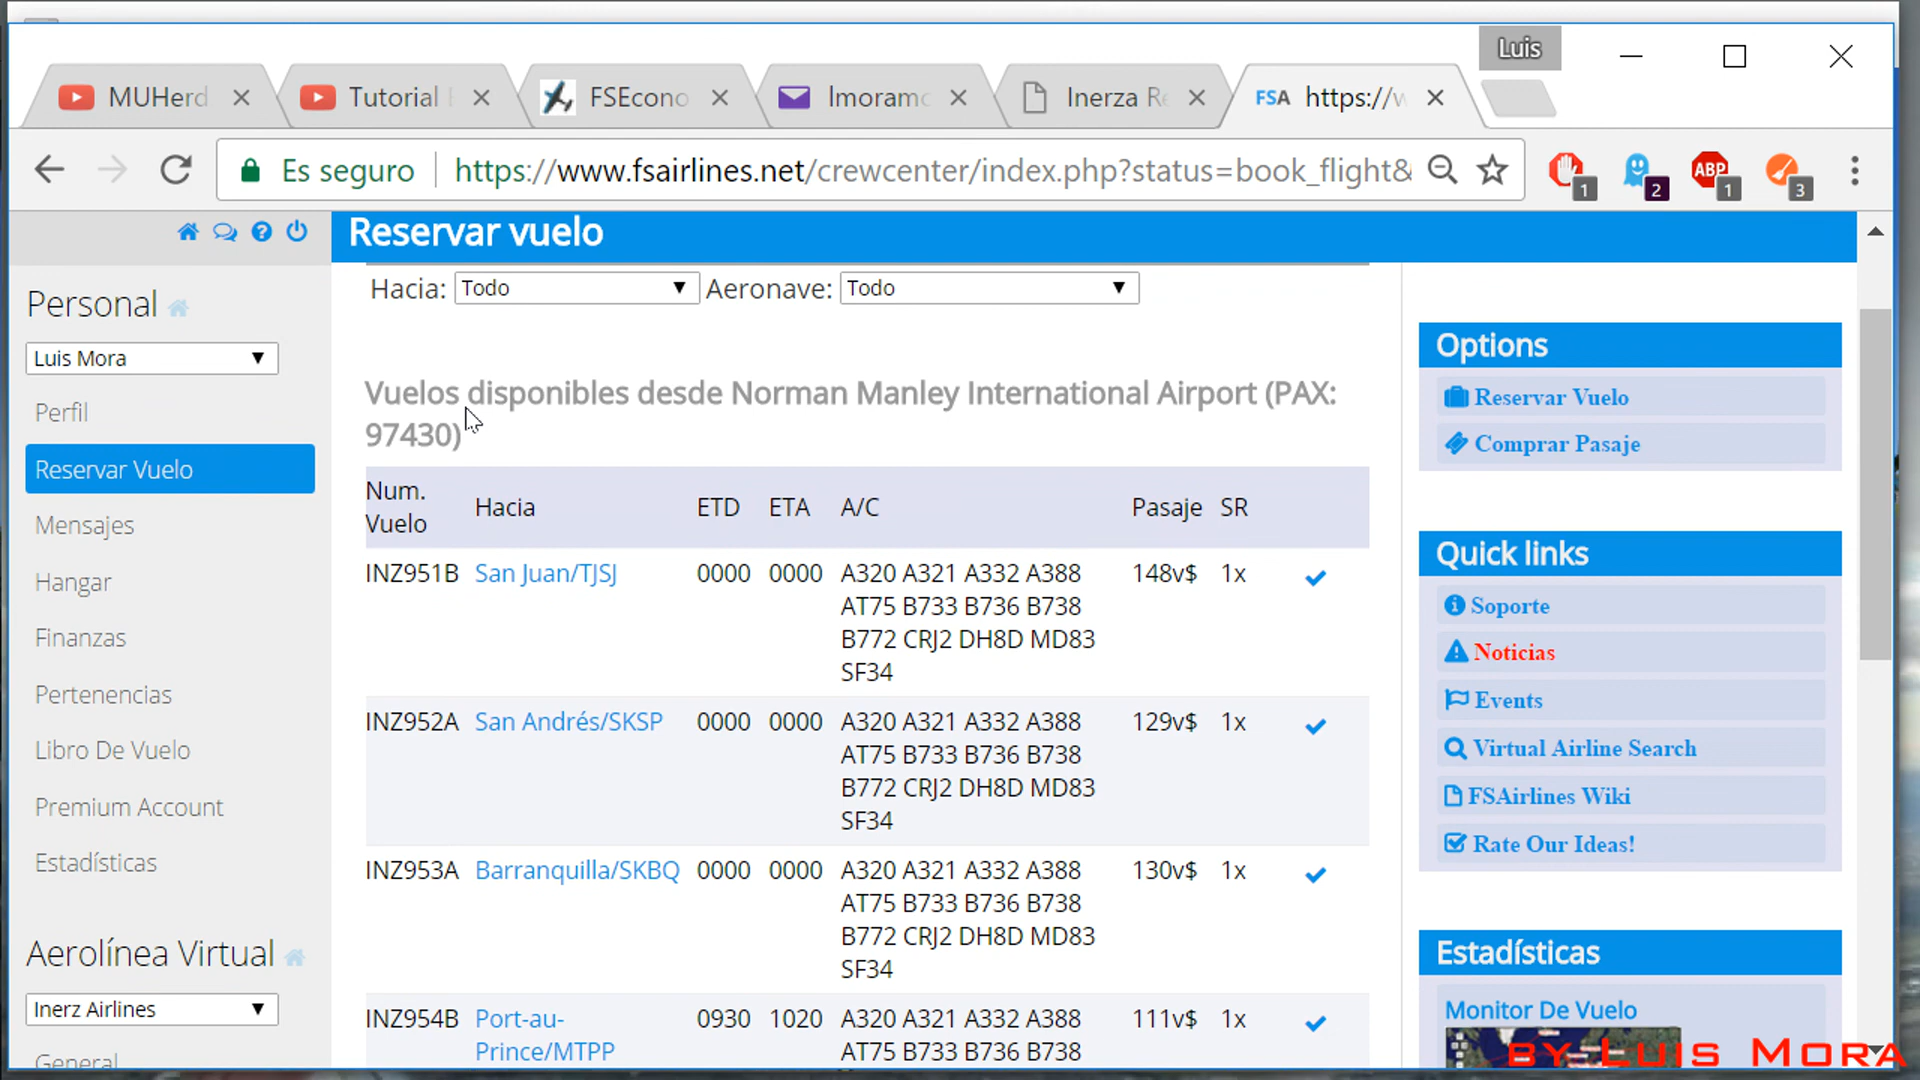 Luis
MUHerd
Tutorial
FSEcono
lmoramo
Inerza Re
FSA https://w
Es seguro https://www.fsairlines.net/crewcenter/index.php?status=book_flight&
1
2
ABP
1
3
Reservar vuelo
Personal
Luis Mora
Perfil
Reservar Vuelo
Mensajes
Hangar
Finanzas
Pertenencias
Libro De Vuelo
Premium Account
Estadísticas
Aerolínea Virtual
Inerz Airlines
General
Hacia: Todo Aeronave: Todo
Vuelos disponibles desde Norman Manley International Airport (PAX:
97430)
Num. Vuelo Hacia ETD ETA A/C Pasaje SR
INZ951B San Juan/TJSJ 0000 0000 A320 A321 A332 A388 148v$ 1x
AT75 B733 B736 B738
B772 CRJ2 DH8D MD83
SF34
INZ952A San Andrés/SKSP 0000 0000 A320 A321 A332 A388 129v$ 1x
AT75 B733 B736 B738
B772 CRJ2 DH8D MD83
SF34
INZ953A Barranquilla/SKBQ 0000 0000 A320 A321 A332 A388 130v$ 1x
AT75 B733 B736 B738
B772 CRJ2 DH8D MD83
SF34
INZ954B Port-au- 0930 1020 A320 A321 A332 A388 111v$ 1x
Prince/MTPP AT75 B733 B736 B738
Options
Reservar Vuelo
Comprar Pasaje
Quick links
Soporte
Noticias
Events
Virtual Airline Search
FSAirlines Wiki
Rate Our Ideas!
Estadísticas
Monitor De Vuelo
by Luis Mora